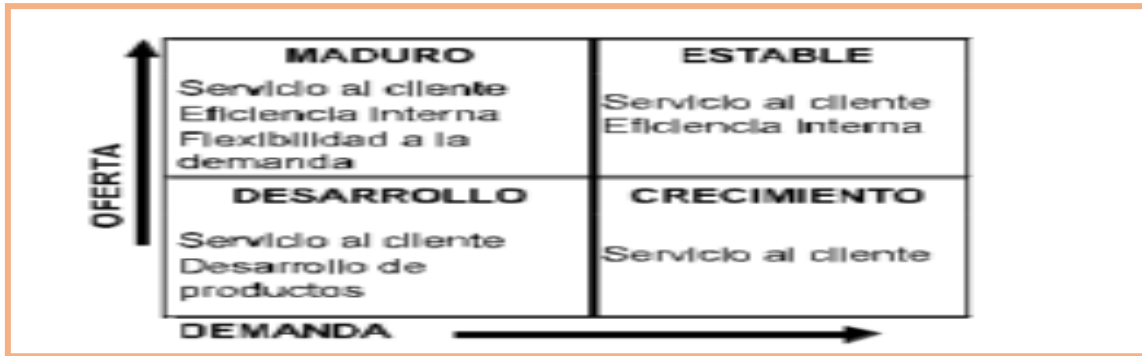 OFERTA
MADURO
Servicio al cliente
Eficiencia Interna
Flexibilidad a la
demanda
ESTABLE
Servicio al cliente
Eficiencia Interna
DESARROLLO
Servicio al cliente
Desarrollo de
productos
CRECIMIENTO
Servicio al cliente
DEMANDA